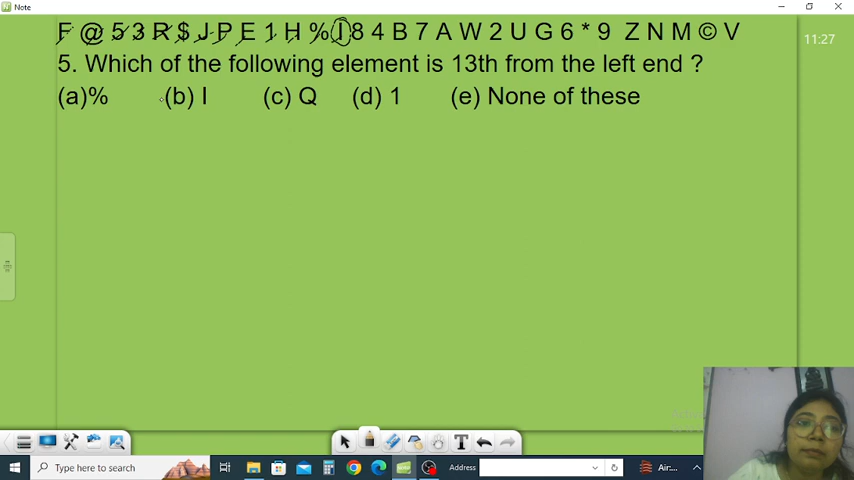 Note
F @ 5 3 R $ J P E 1 H % I 8 4 B 7 A W 2 U G 6 * 9 Z N M © V
11:27
5. Which of the following element is 13th from the left end ?
(a)% (b) I (c) Q (d) 1 (e) None of these
Type here to search
Address
Air:...